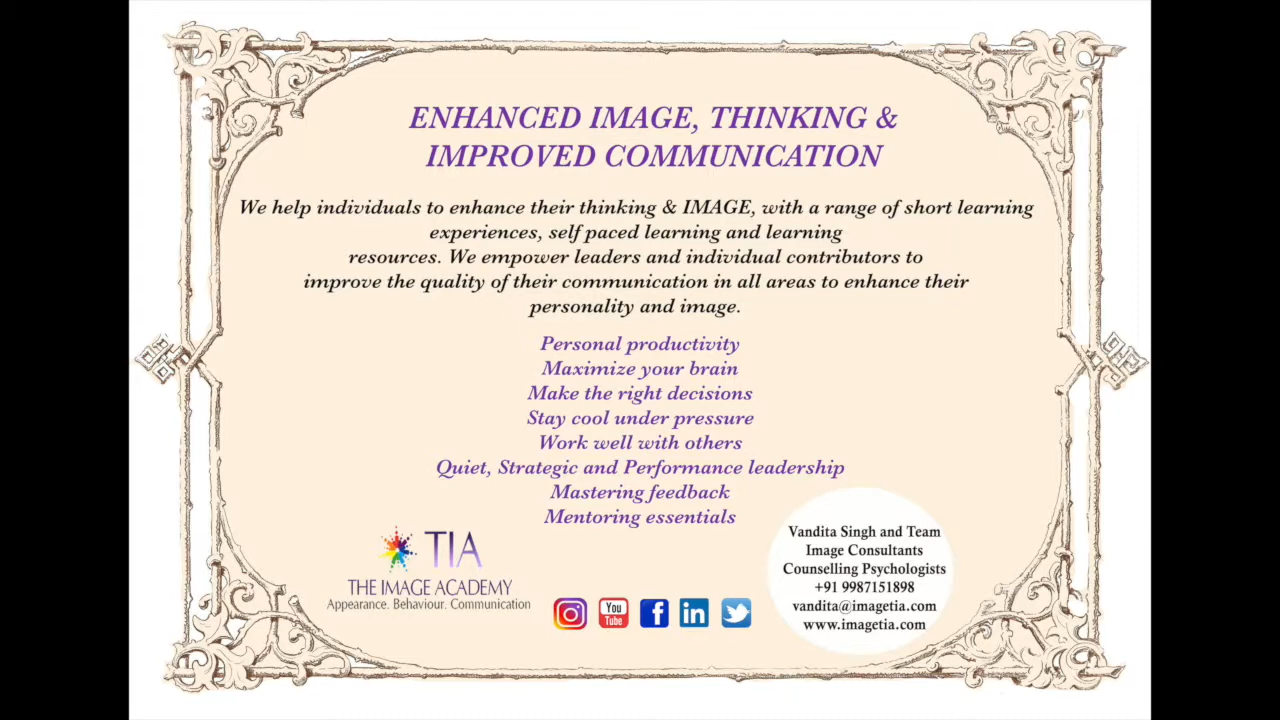 ENHANCED IMAGE, THINKING &
IMPROVED COMMUNICATION
We help individuals to enhance their thinking & IMAGE, with a range of short learning
experiences, self paced learning and learning
resources. We empower leaders and individual contributors to
improve the quality of their communication in all areas to enhance their
personality and image.
Personal productivity
Maximize your brain
Make the right decisions
Stay cool under pressure
Work well with others
Quiet, Strategic and Performance leadership
Mastering feedback
Mentoring essentials
TIA
THE IMAGE ACADEMY
Appearance. Behaviour. Communication
You
Tube
f
in
Vandita Singh and Team
Image Consultants
Counselling Psychologists
+91 9987151898
vandita@imagetia.com
www.imagetia.com